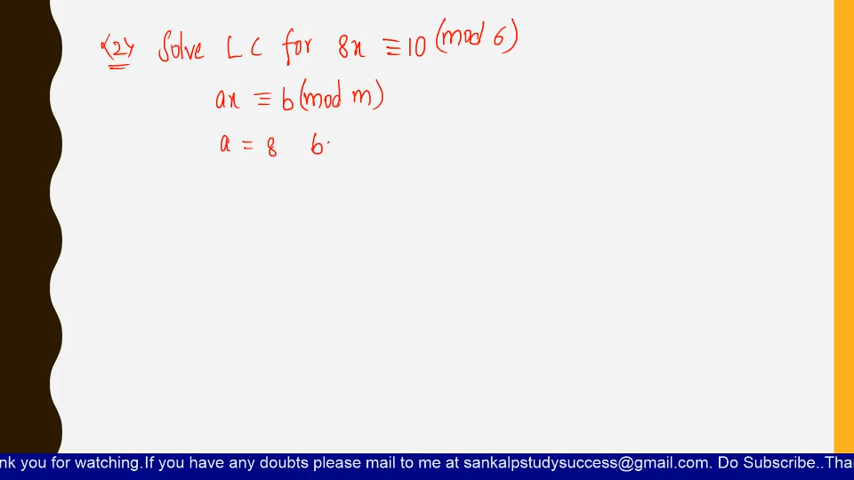 (2) Solve LC for 8x ≡ 10 (mod 6)
ax ≡ b (mod m)
a = 8 b
nk you for watching.If you have any doubts please mail to me at sankalpstudysuccess@gmail.com. Do Subscribe..Tha